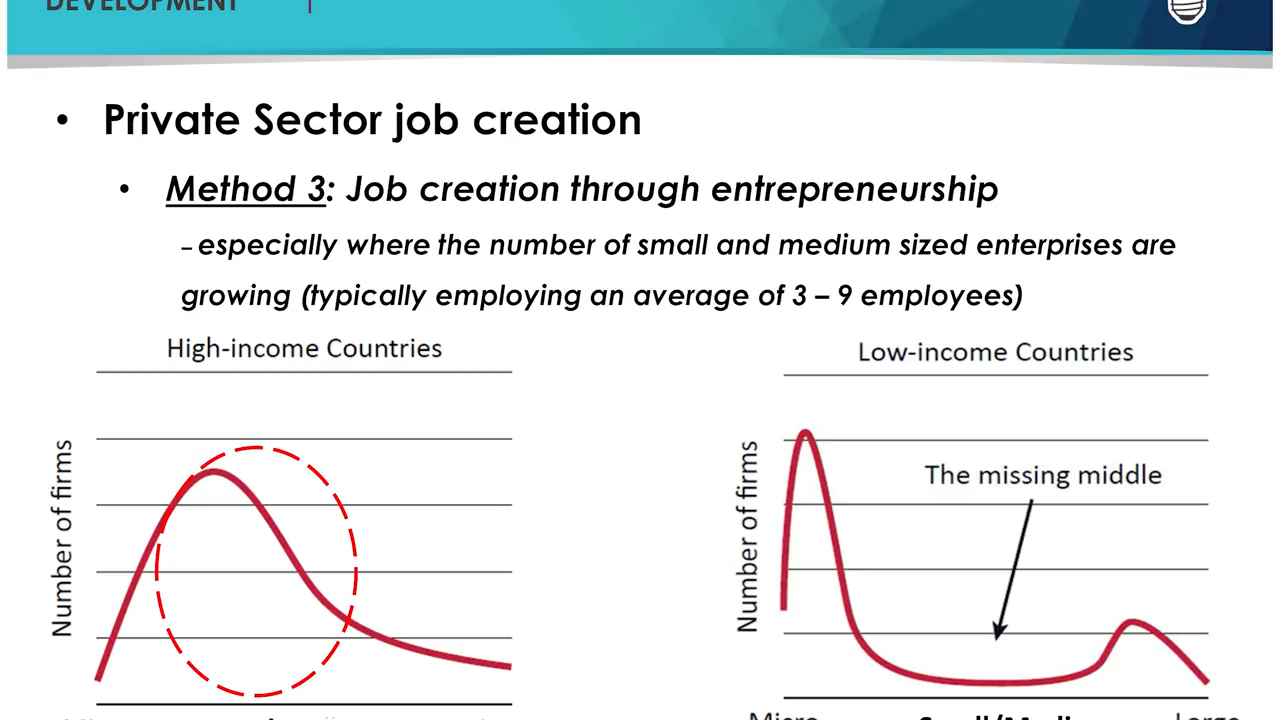 DEVELOPMENT
• Private Sector job creation
• Method 3: Job creation through entrepreneurship
– especially where the number of small and medium sized enterprises are
growing (typically employing an average of 3 – 9 employees)
High-income Countries
Number of firms
Low-income Countries
Number of firms
The missing middle
Micro
Large